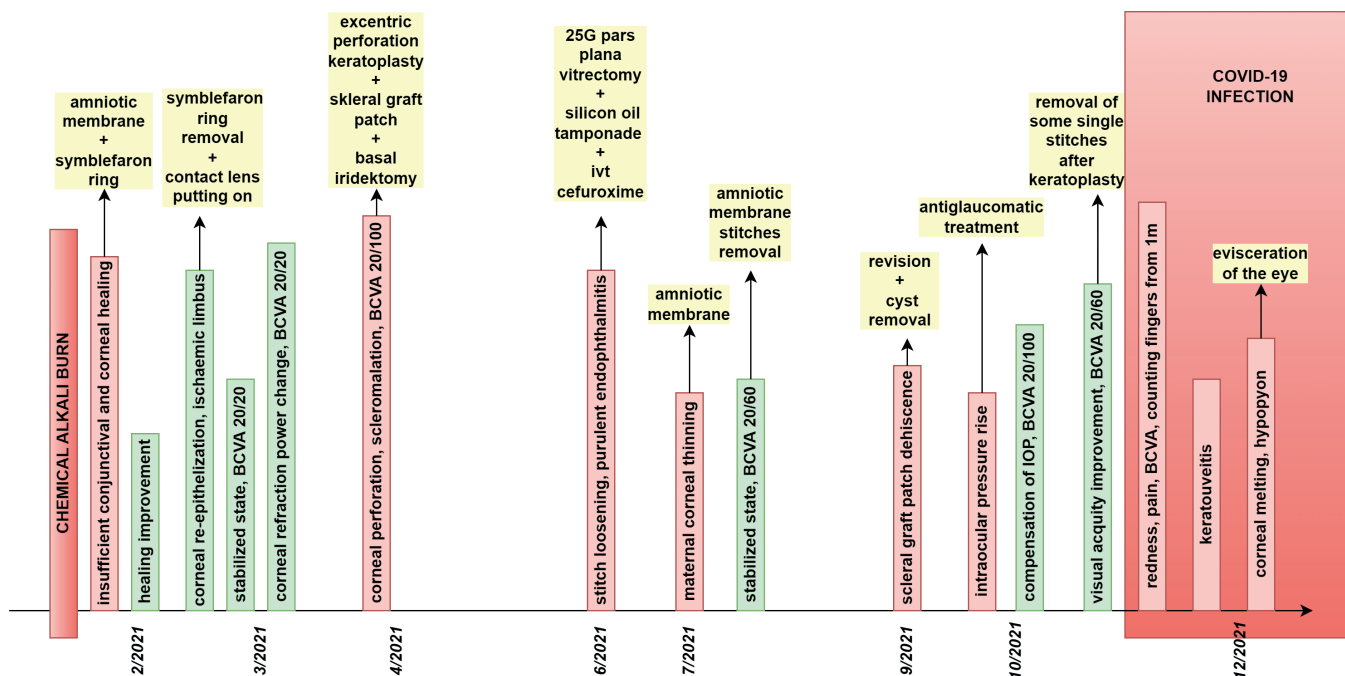 CHEMICAL ALKALI BURN
amniotic
membrane
+
symblefaron
ring
insufficient conjunctival and corneal healing
healing improvement
2/2021
symblefaron
ring
removal
+
contact lens
putting on
corneal re-epithelization, ischaemic limbus
stabilized state, BCVA 20/20
corneal refraction power change, BCVA 20/20
3/2021
excentric
perforation
keratoplasty
+
skleral graft
patch
+
basal
iridektomy
corneal perforation, scleromalation, BCVA 20/100
4/2021
25G pars
plana
vitrectomy
+
silicon oil
tamponade
+
ivt
cefuroxime
stitch loosening, purulent endophthalmitis
6/2021
amniotic
membrane
maternal corneal thinning
7/2021
amniotic
membrane
stitches
removal
stabilized state, BCVA 20/60
revision
+
cyst
removal
scleral graft patch dehiscence
9/2021
antiglaucomatic
treatment
intraocular pressure rise
compensation of IOP, BCVA 20/100
10/2021
removal of
some single
stitches
after
keratoplasty
visual acquity improvement, BCVA 20/60
COVID-19
INFECTION
redness, pain, BCVA, counting fingers from 1m
keratouveitis
evisceration
of the eye
corneal melting, hypopyon
12/2021